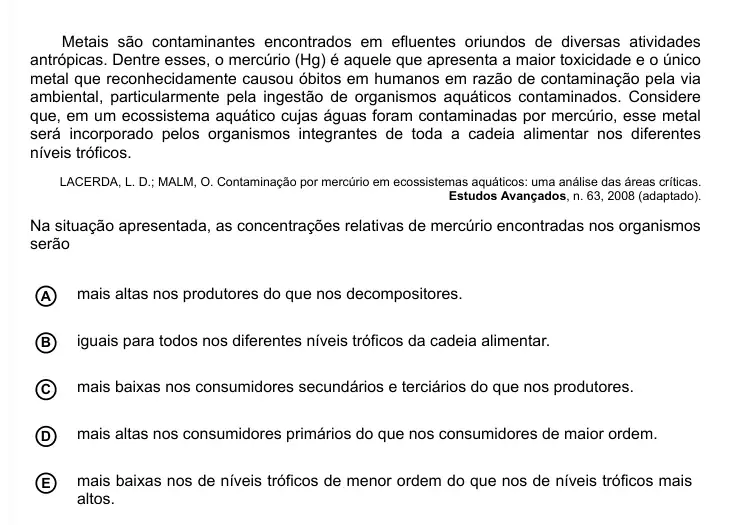 Metais são contaminantes encontrados em efluentes oriundos de diversas atividades
antrópicas. Dentre esses, o mercúrio (Hg) é aquele que apresenta a maior toxicidade e o único
metal que reconhecidamente causou óbitos em humanos em razão de contaminação pela via
ambiental, particularmente pela ingestão de organismos aquáticos contaminados. Considere
que, em um ecossistema aquático cujas águas foram contaminadas por mercúrio, esse metal
será incorporado pelos organismos integrantes de toda a cadeia alimentar nos diferentes
níveis tróficos.
LACERDA, L. D.; MALM, O. Contaminação por mercúrio em ecossistemas aquáticos: uma análise das áreas críticas.
Estudos Avançados, n. 63, 2008 (adaptado).
Na situação apresentada, as concentrações relativas de mercúrio encontradas nos organismos
serão
A mais altas nos produtores do que nos decompositores.
B iguais para todos nos diferentes níveis tróficos da cadeia alimentar.
C mais baixas nos consumidores secundários e terciários do que nos produtores.
D mais altas nos consumidores primários do que nos consumidores de maior ordem.
E mais baixas nos de níveis tróficos de menor ordem do que nos de níveis tróficos mais
altos.